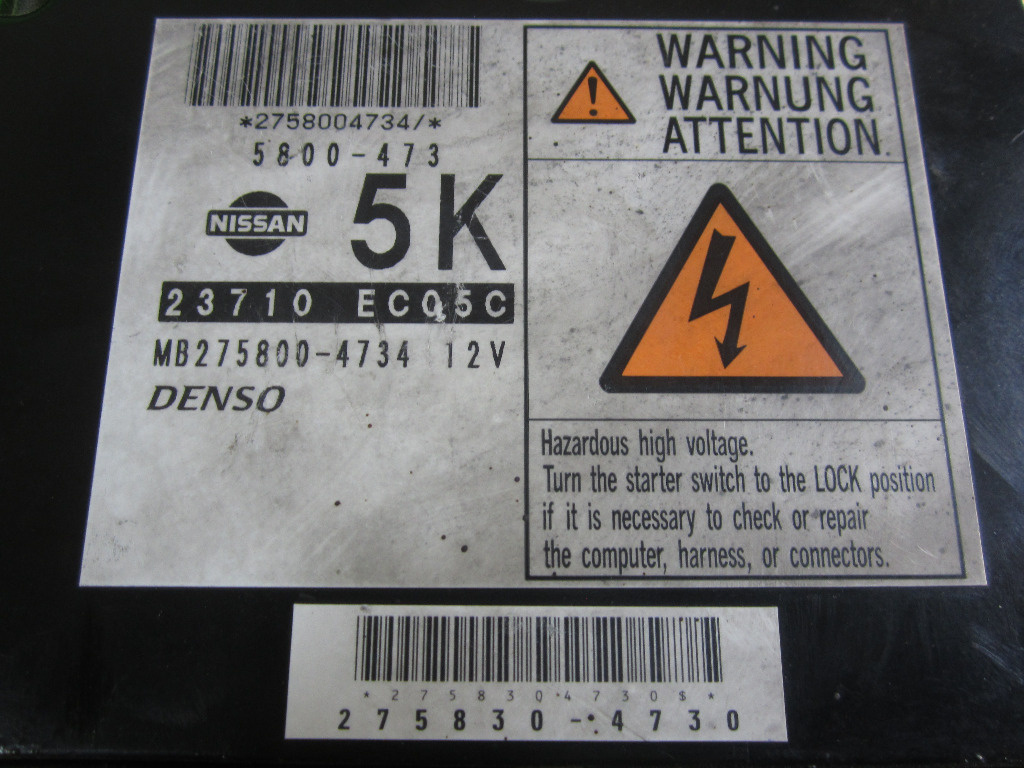 *2758004734/*
5800-473
NISSAN
5K
23710 EC05C
MB275800-4734 12V
DENSO
WARNING
WARNUNG
ATTENTION
Hazardous high voltage.
Turn the starter switch to the LOCK position
if it is necessary to check or repair
the computer, harness, or connectors.
*275830-4730$*
275830-4730